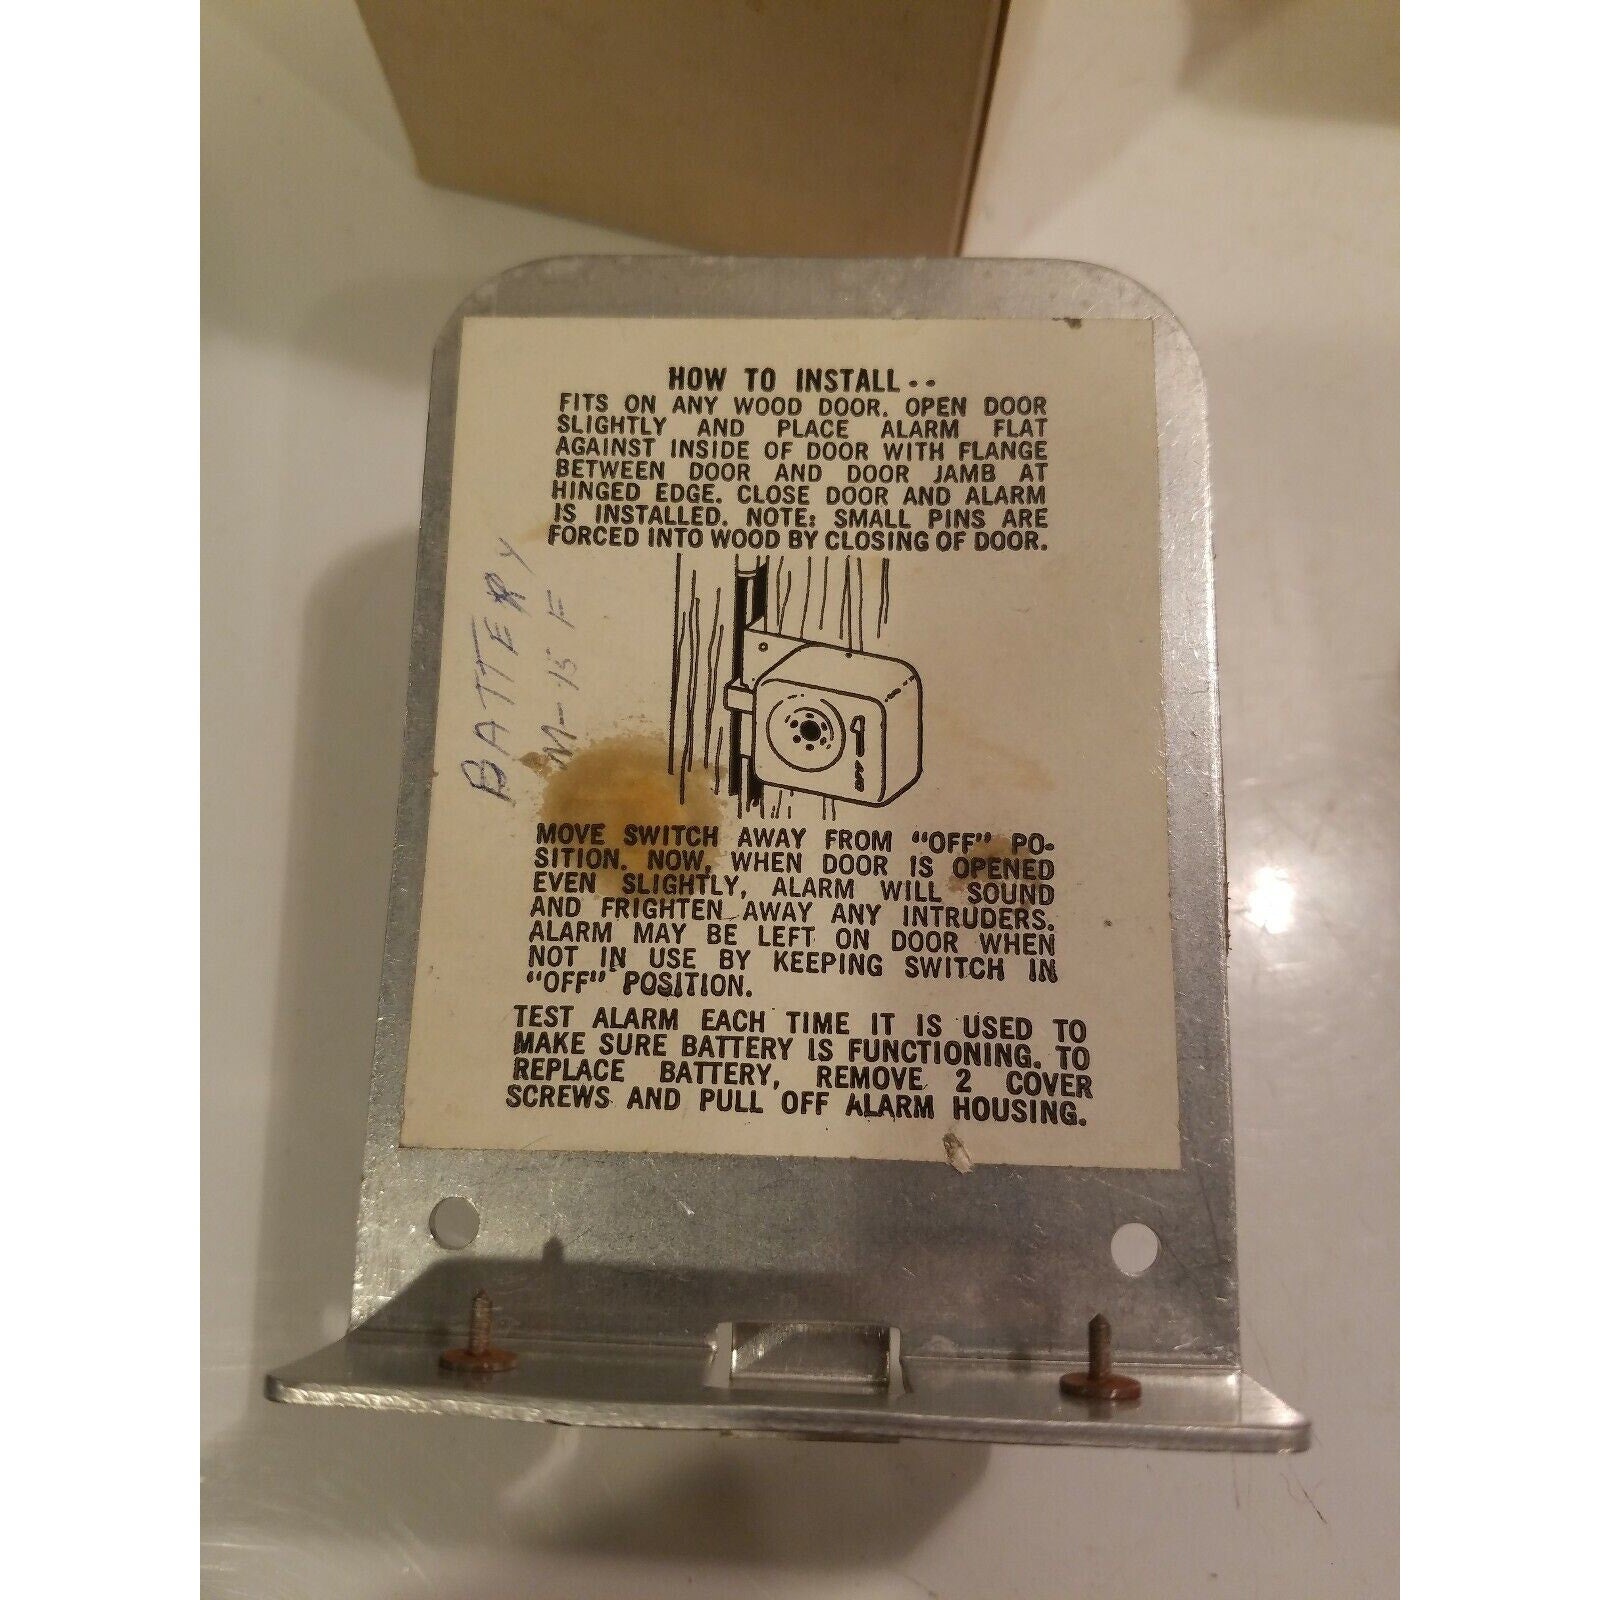 HOW TO INSTALL--
FITS ON ANY WOOD DOOR. OPEN DOOR
SLIGHTLY AND PLACE ALARM FLAT
AGAINST INSIDE OF DOOR WITH FLANGE
BETWEEN DOOR AND DOOR JAMB AT
HINGED EDGE. CLOSE DOOR AND ALARM
IS INSTALLED. NOTE: SMALL PINS ARE
FORCED INTO WOOD BY CLOSING OF DOOR.
BATTERY
M-15 F
MOVE SWITCH AWAY FROM "OFF" PO-
SITION. NOW, WHEN DOOR IS OPENED
EVEN SLIGHTLY, ALARM WILL SOUND
AND FRIGHTEN AWAY ANY INTRUDERS.
ALARM MAY BE LEFT ON DOOR WHEN
NOT IN USE BY KEEPING SWITCH IN
"OFF" POSITION.
TEST ALARM EACH TIME IT IS USED TO
MAKE SURE BATTERY IS FUNCTIONING. TO
REPLACE BATTERY, REMOVE 2 COVER
SCREWS AND PULL OFF ALARM HOUSING.